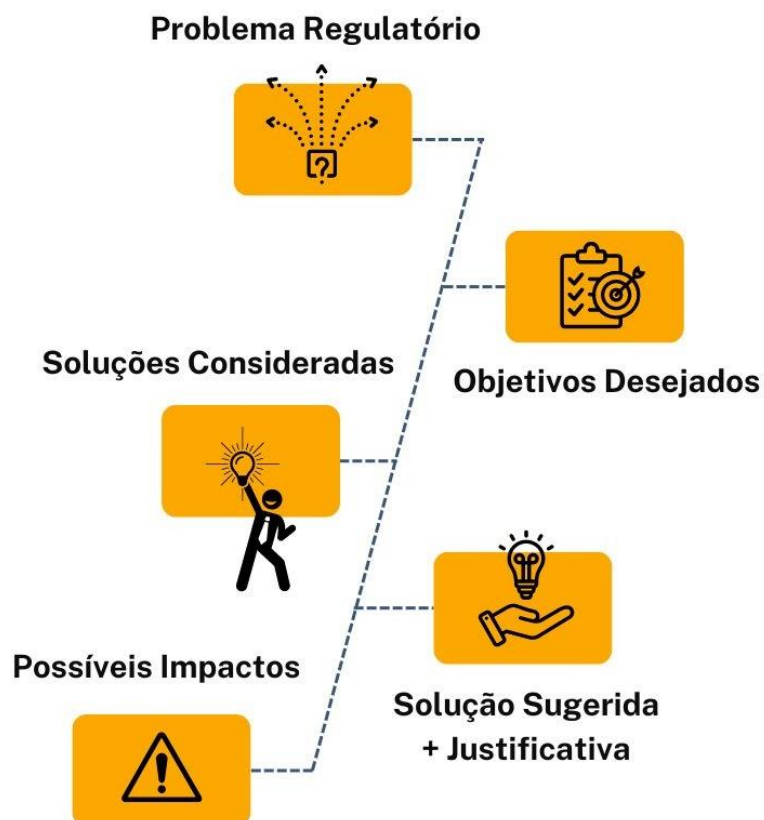 Problema Regulatório
Objetivos Desejados
Soluções Consideradas
Solução Sugerida
+ Justificativa
Possíveis Impactos